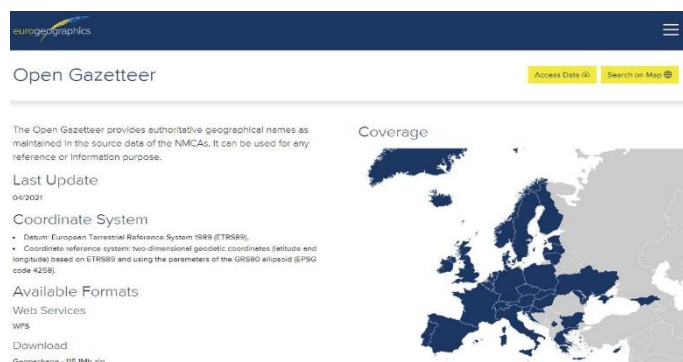 eurogeographics
Open Gazetteer
Access Data
Search on Map
The Open Gazetteer provides authoritative geographical names as
maintained in the source data of the NMCAs. It can be used for any
reference or information purpose.
Last Update
04/2021
Coordinate System
• Datum: European Terrestrial Reference System 1989 (ETRS89),
• Coordinate reference system: two-dimensional geodetic coordinates (latitude and
longitude) based on ETRS89 and using the parameters of the GRS80 ellipsoid (EPSG
code 4258).
Available Formats
Web Services
WFS
Download
Geopackage - 115.1Mb zip
Coverage